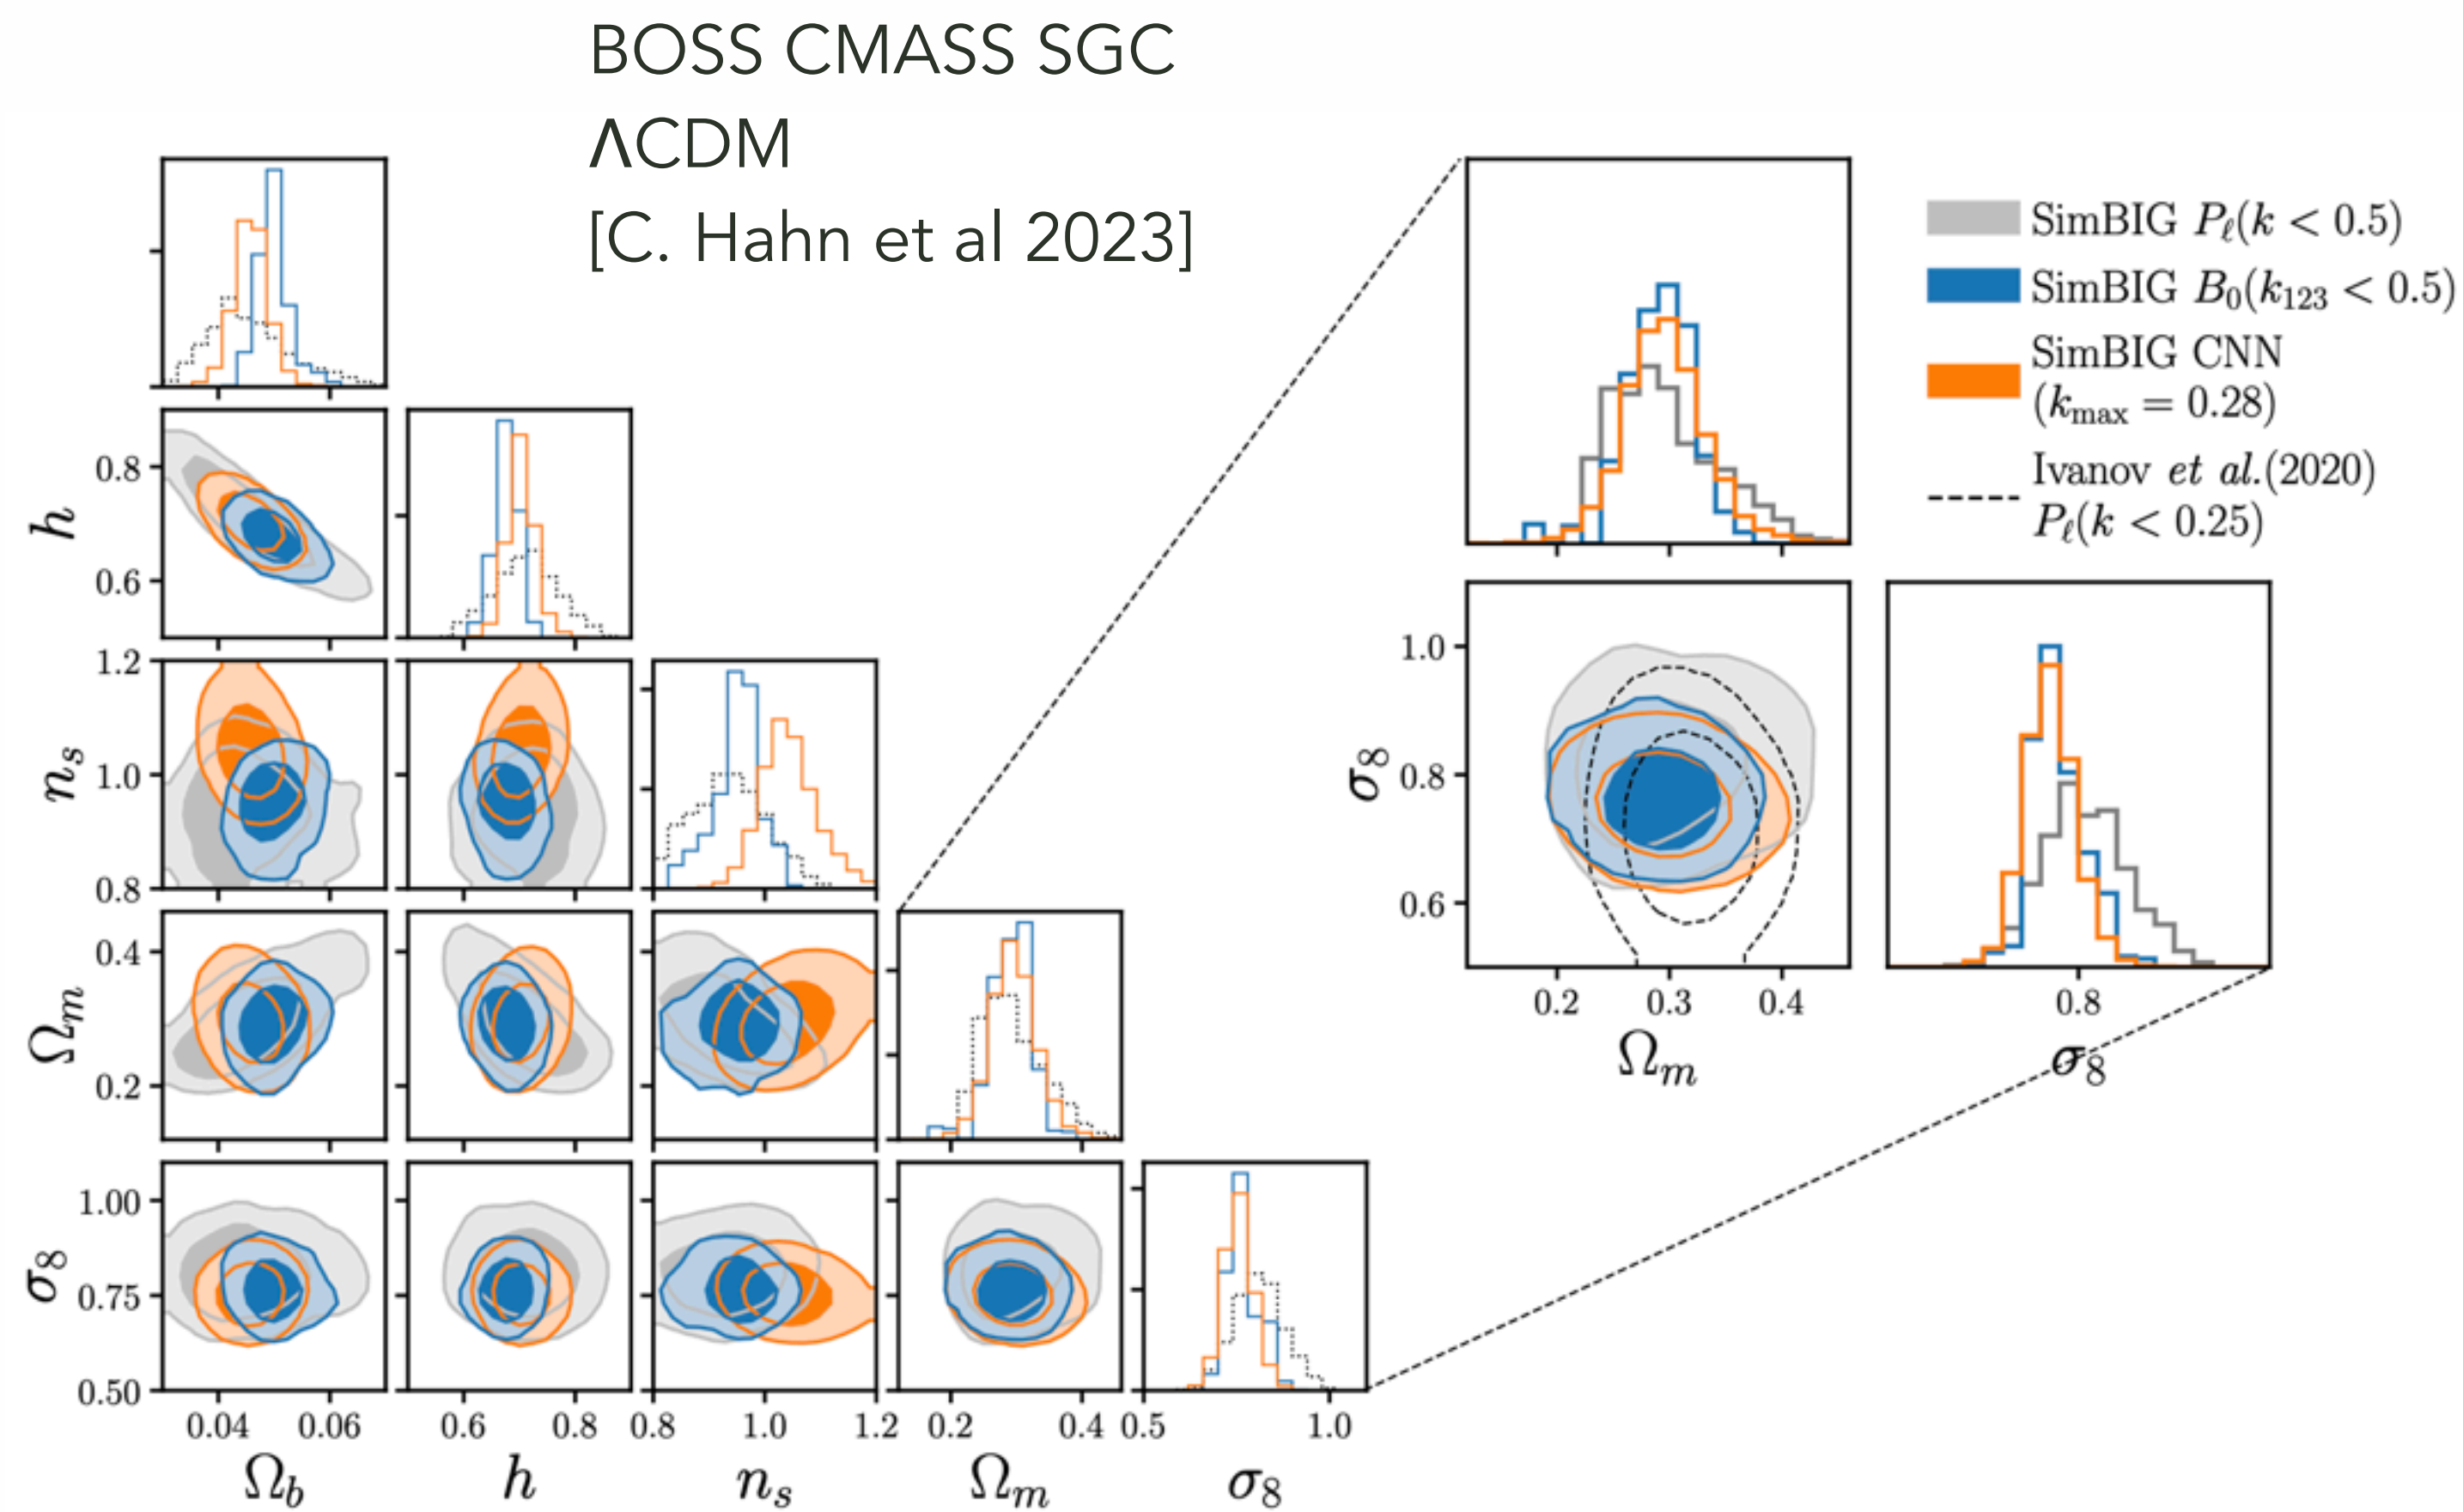 BOSS CMASS SGC
ΛCDM
[C. Hahn et al 2023]
SimBIG Pℓ(k < 0.5)
SimBIG B₀(k₁₂₃ < 0.5)
SimBIG CNN
(kmax = 0.28)
Ivanov et al.(2020)
Pℓ(k < 0.25)
h
0.8
0.6
nₛ
1.2
1.0
0.8
Ωₘ
0.4
0.2
σ₈
1.00
0.75
0.50
0.04 0.06 0.6 0.8 0.8 1.0 1.2 0.2 0.4 0.5 1.0
Ω_b h nₛ Ωₘ σ₈
σ₈
1.0
0.8
0.6
0.2 0.3 0.4 0.8
Ωₘ σ₈